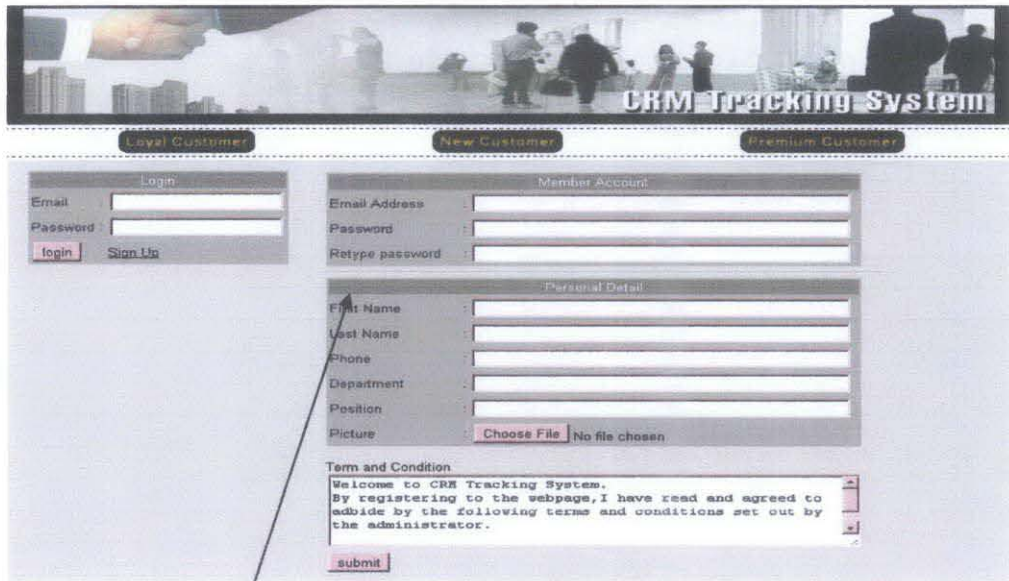 CRM Tracking System
Loyal Customer New Customer Premium Customer
Login
Email :
Password :
login Sign Up
Member Account
Email Address :
Password :
Retype password :
Personal Detail
First Name :
Last Name :
Phone :
Department :
Position :
Picture : Choose File No file chosen
Term and Condition
Welcome to CRM Tracking System.
By registering to the webpage,I have read and agreed to
adbide by the following terms and conditions set out by
the administrator.
submit